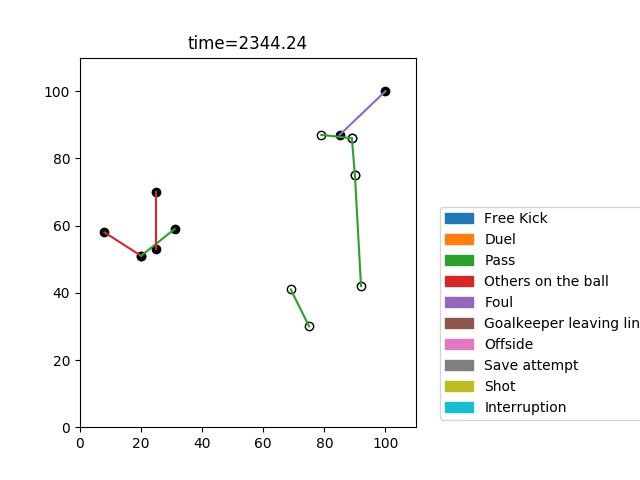 time=2344.24
100
80
60
40
20
0
0 20 40 60 80 100
Free Kick
Duel
Pass
Others on the ball
Foul
Goalkeeper leaving lin
Offside
Save attempt
Shot
Interruption